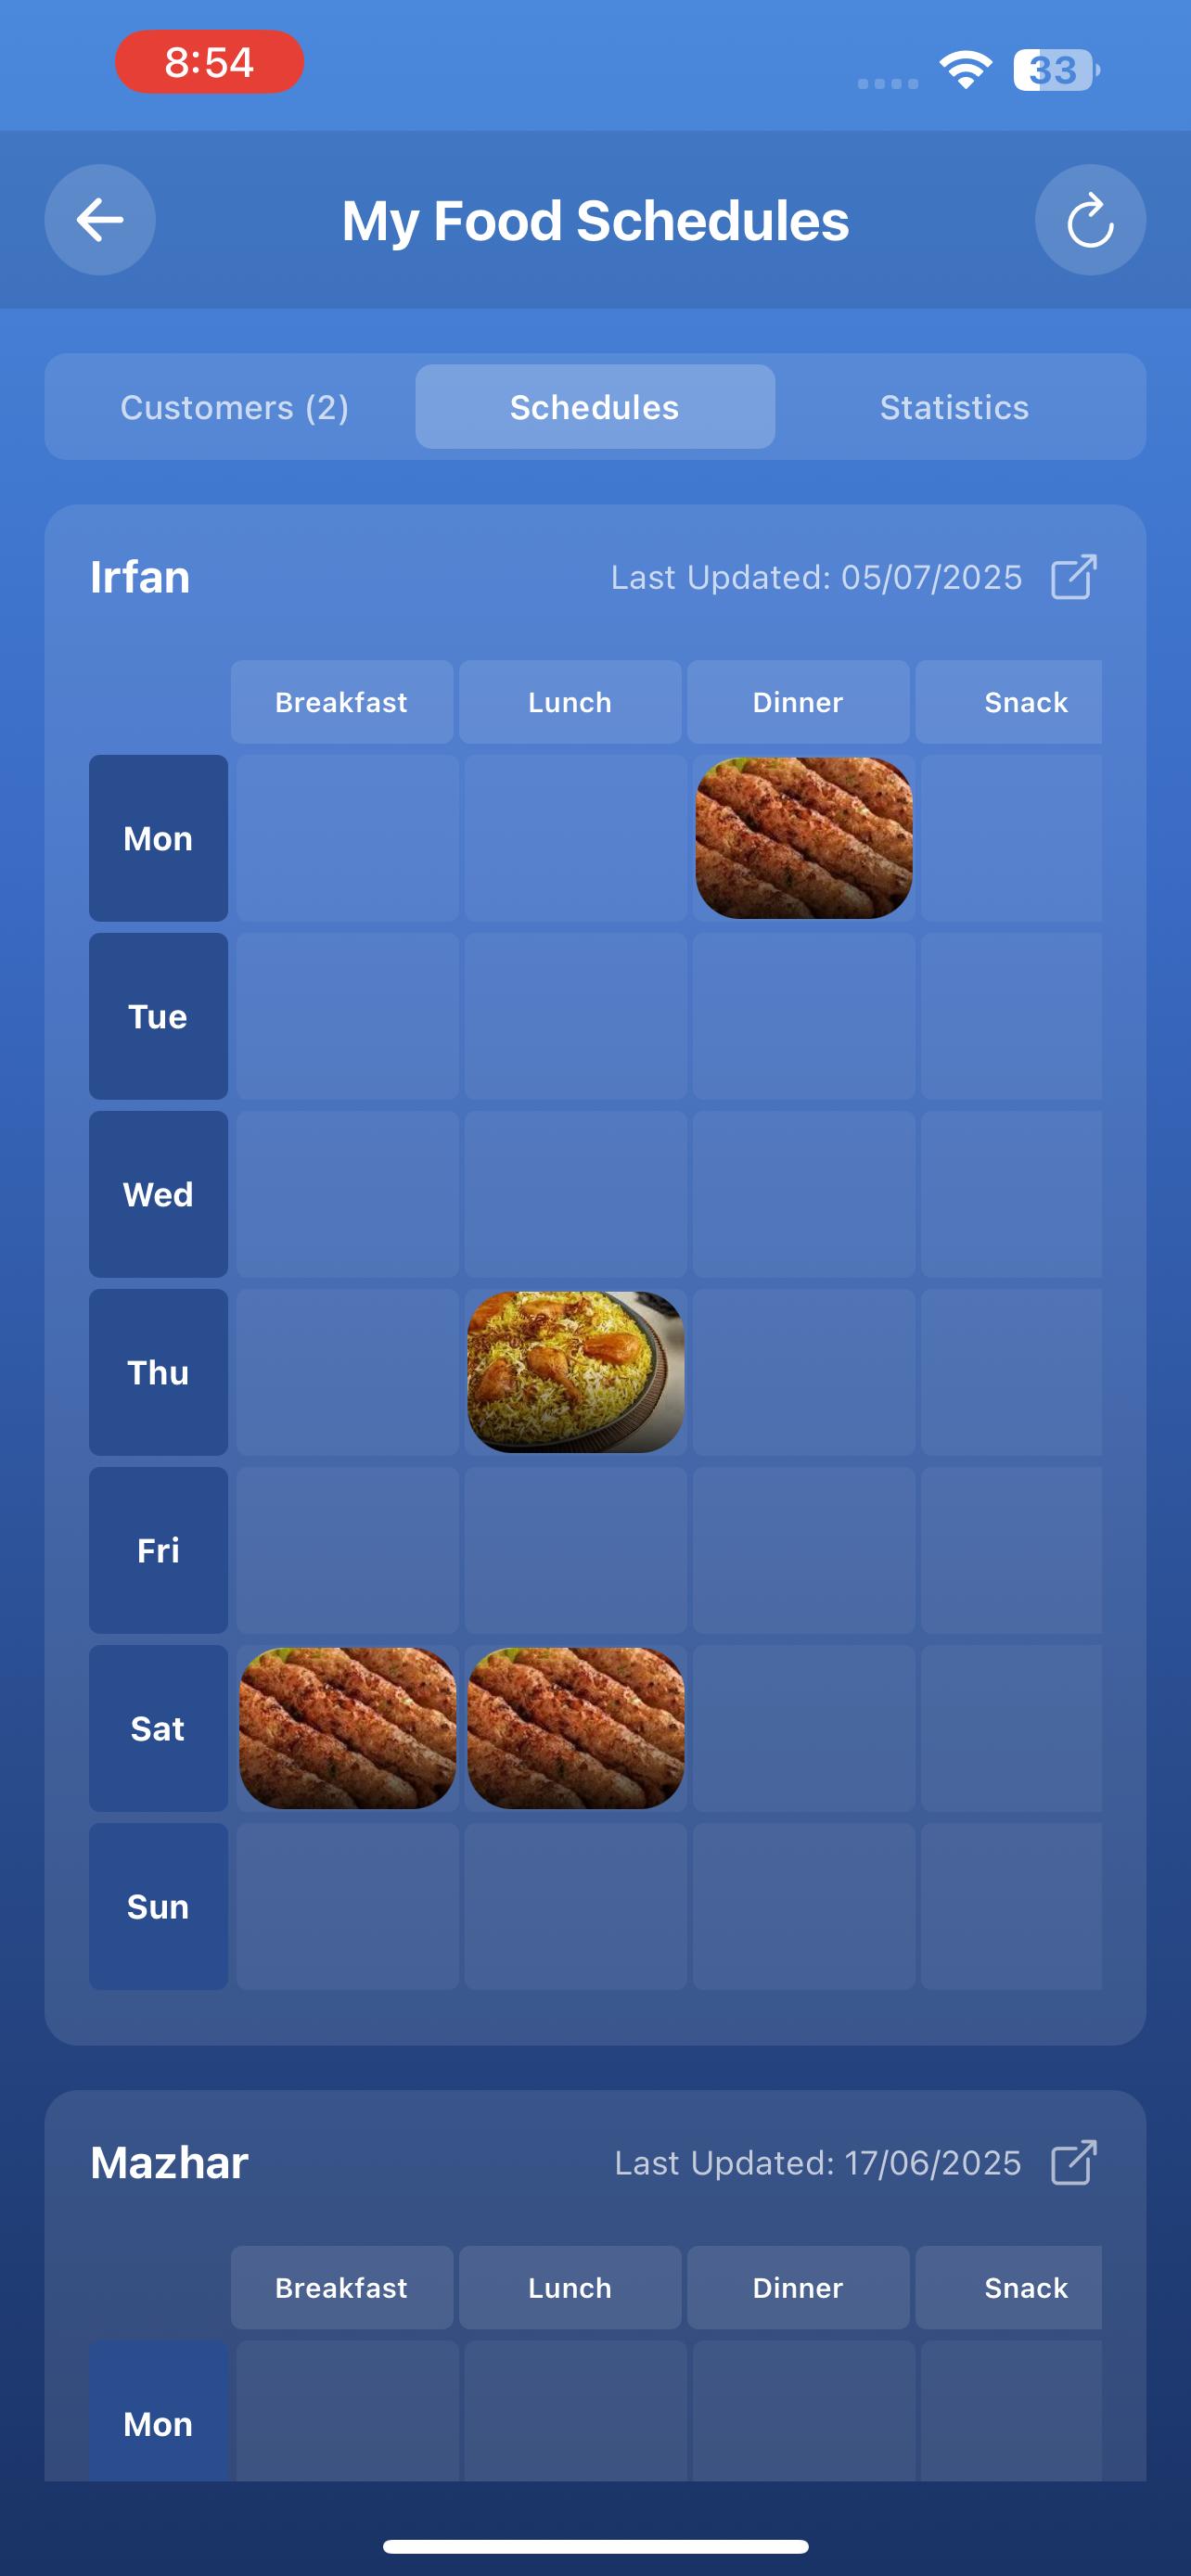 8:54
33
My Food Schedules
Customers (2) Schedules Statistics
Irfan Last Updated: 05/07/2025
Breakfast Lunch Dinner Snack
Mon
Tue
Wed
Thu
Fri
Sat
Sun
Mazhar Last Updated: 17/06/2025
Breakfast Lunch Dinner Snack
Mon